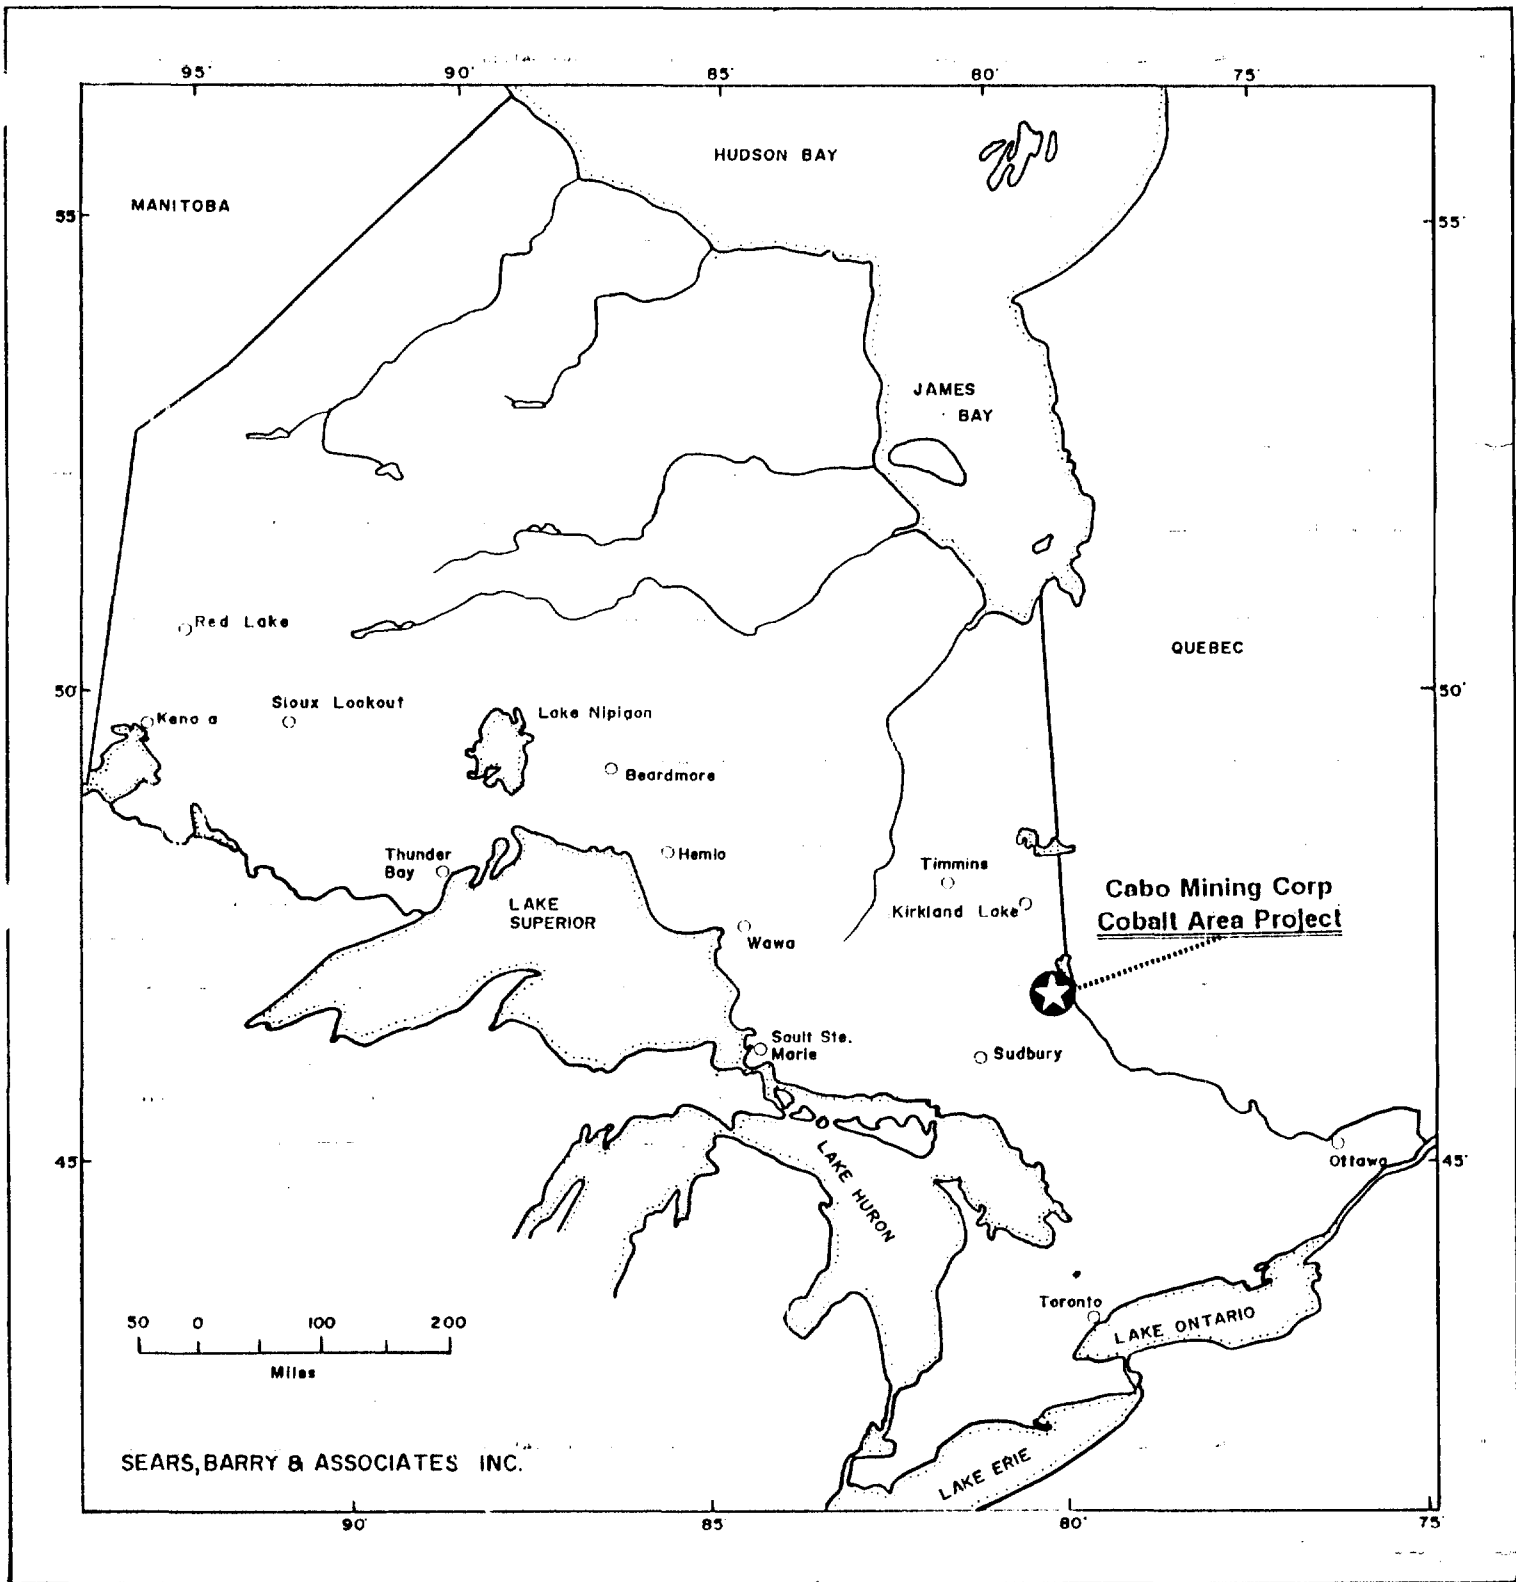 95° 90° 85° 80° 75°
HUDSON BAY
MANITOBA
55° 55°
JAMES
BAY
Red Lake
QUEBEC
50° 50°
Sioux Lookout
Keno a
Lake Nipigon
Beardmore
Thunder
Bay
Hemlo
Timmins
Kirkland Lake
Cabo Mining Corp
Cobalt Area Project
LAKE
SUPERIOR
Wawa
Sault Ste.
Marie
Sudbury
45° 45°
Ottawa
LAKE HURON
Toronto
LAKE ONTARIO
50 0 100 200
Miles
LAKE ERIE
SEARS, BARRY & ASSOCIATES INC.
90° 85° 80° 75°